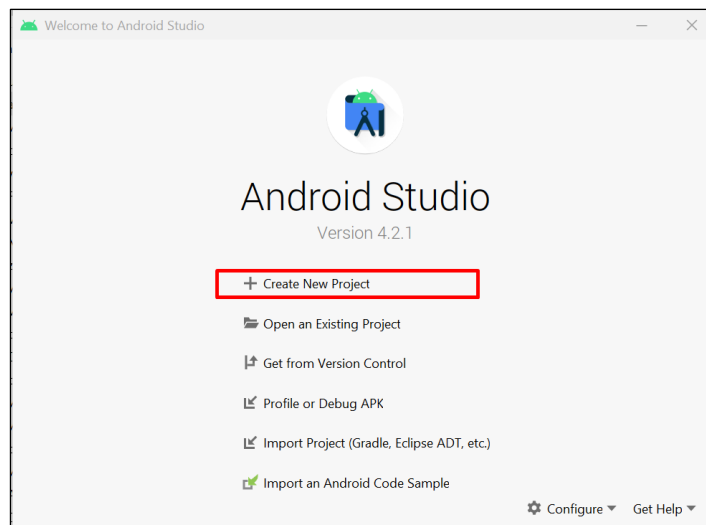 Welcome to Android Studio
Android Studio
Version 4.2.1
Create New Project
Open an Existing Project
Get from Version Control
Profile or Debug APK
Import Project (Gradle, Eclipse ADT, etc.)
Import an Android Code Sample
Configure Get Help